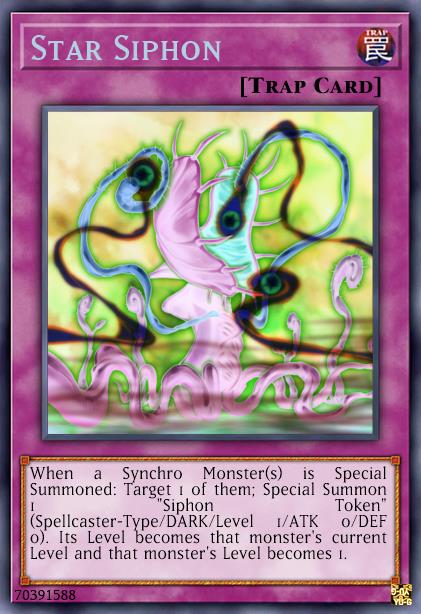 Star Siphon
TRAP
罠
[Trap Card]
When a Synchro Monster(s) is Special
Summoned: Target 1 of them; Special Summon
1 "Siphon Token"
(Spellcaster-Type/DARK/Level 1/ATK 0/DEF
0). Its Level becomes that monster's current
Level and that monster's Level becomes 1.
70391588